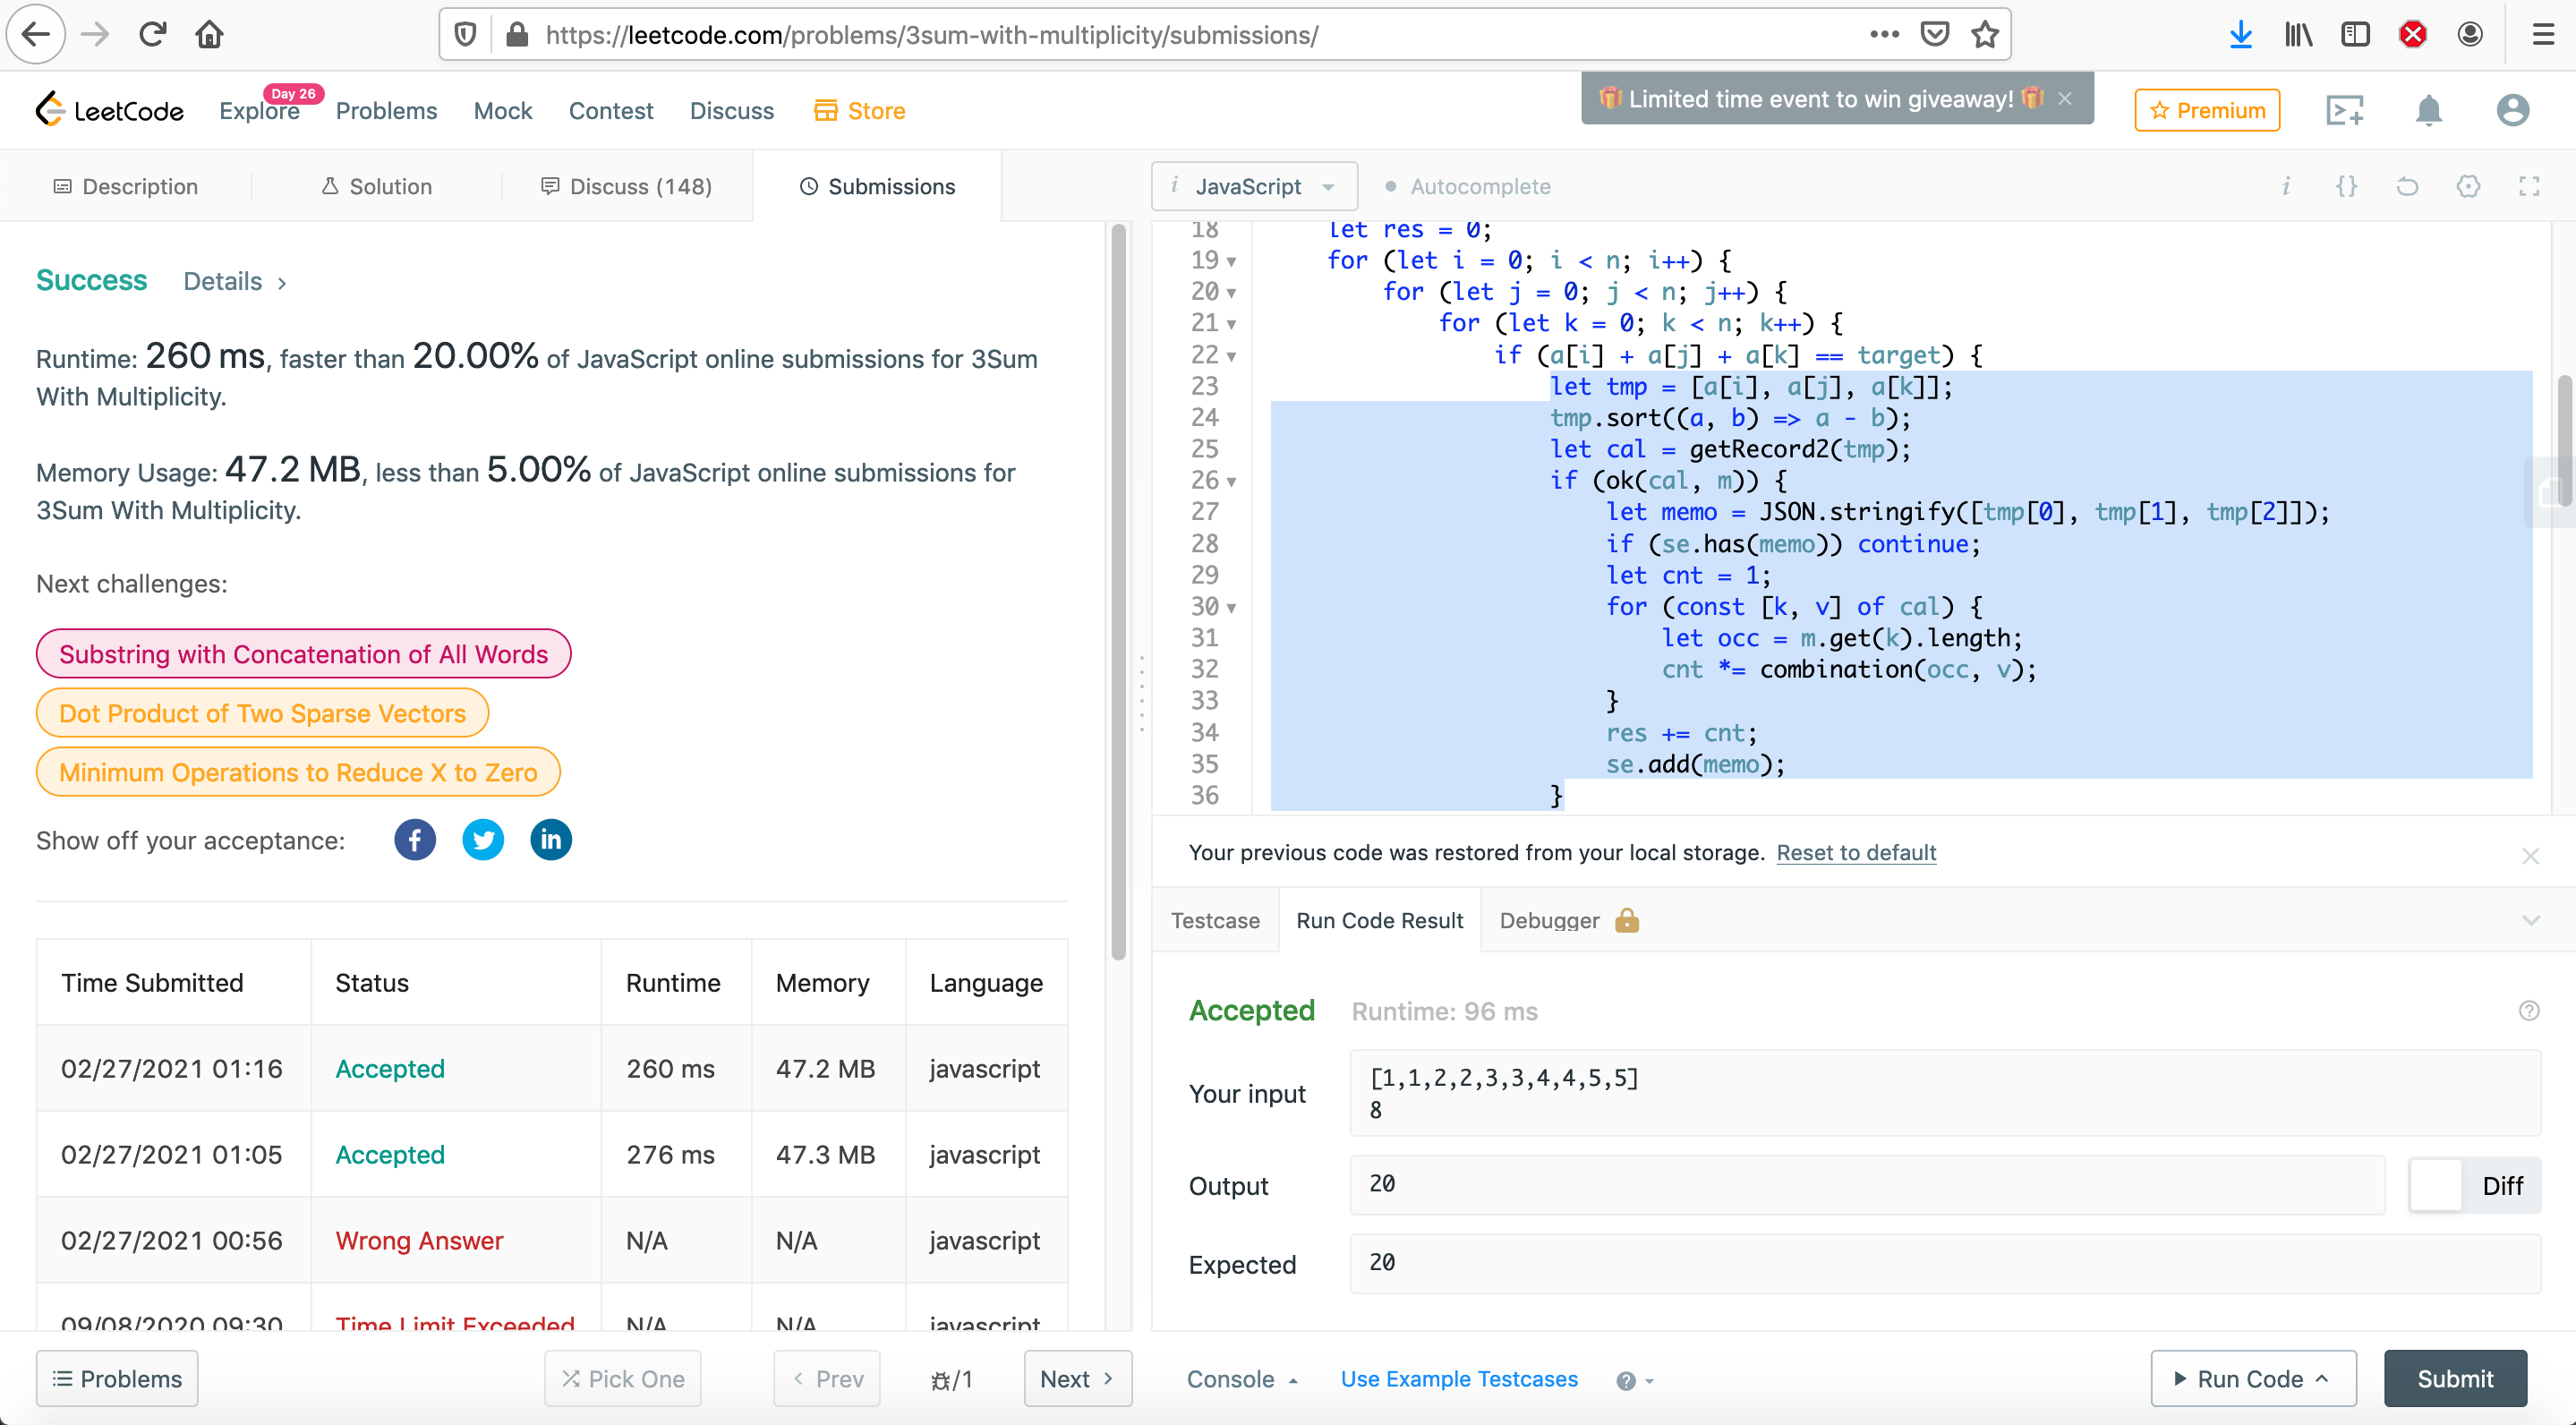 https://leetcode.com/problems/3sum-with-multiplicity/submissions/
LeetCode
Explore
Day 26
Problems
Mock
Contest
Discuss
Store
Limited time event to win giveaway!
Premium
Description
Solution
Discuss (148)
Submissions
i JavaScript
Autocomplete
Success
Details
Runtime: 260 ms, faster than 20.00% of JavaScript online submissions for 3Sum
With Multiplicity.
Memory Usage: 47.2 MB, less than 5.00% of JavaScript online submissions for
3Sum With Multiplicity.
Next challenges:
Substring with Concatenation of All Words
Dot Product of Two Sparse Vectors
Minimum Operations to Reduce X to Zero
Show off your acceptance:
Time Submitted Status Runtime Memory Language
02/27/2021 01:16 Accepted 260 ms 47.2 MB javascript
02/27/2021 01:05 Accepted 276 ms 47.3 MB javascript
02/27/2021 00:56 Wrong Answer N/A N/A javascript
09/08/2020 09:30 Time Limit Exceeded N/A N/A javascript
18 let res = 0;
19 for (let i = 0; i < n; i++) {
20 for (let j = 0; j < n; j++) {
21 for (let k = 0; k < n; k++) {
22 if (a[i] + a[j] + a[k] == target) {
23 let tmp = [a[i], a[j], a[k]];
24 tmp.sort((a, b) => a - b);
25 let cal = getRecord2(tmp);
26 if (ok(cal, m)) {
27 let memo = JSON.stringify([tmp[0], tmp[1], tmp[2]]);
28 if (se.has(memo)) continue;
29 let cnt = 1;
30 for (const [k, v] of cal) {
31 let occ = m.get(k).length;
32 cnt *= combination(occ, v);
33 }
34 res += cnt;
35 se.add(memo);
36 }
Your previous code was restored from your local storage. Reset to default
Testcase
Run Code Result
Debugger
Accepted
Runtime: 96 ms
Your input
[1,1,2,2,3,3,4,4,5,5]
8
Output
20
Diff
Expected
20
Problems
Pick One
Prev
/1
Next
Console
Use Example Testcases
Run Code
Submit